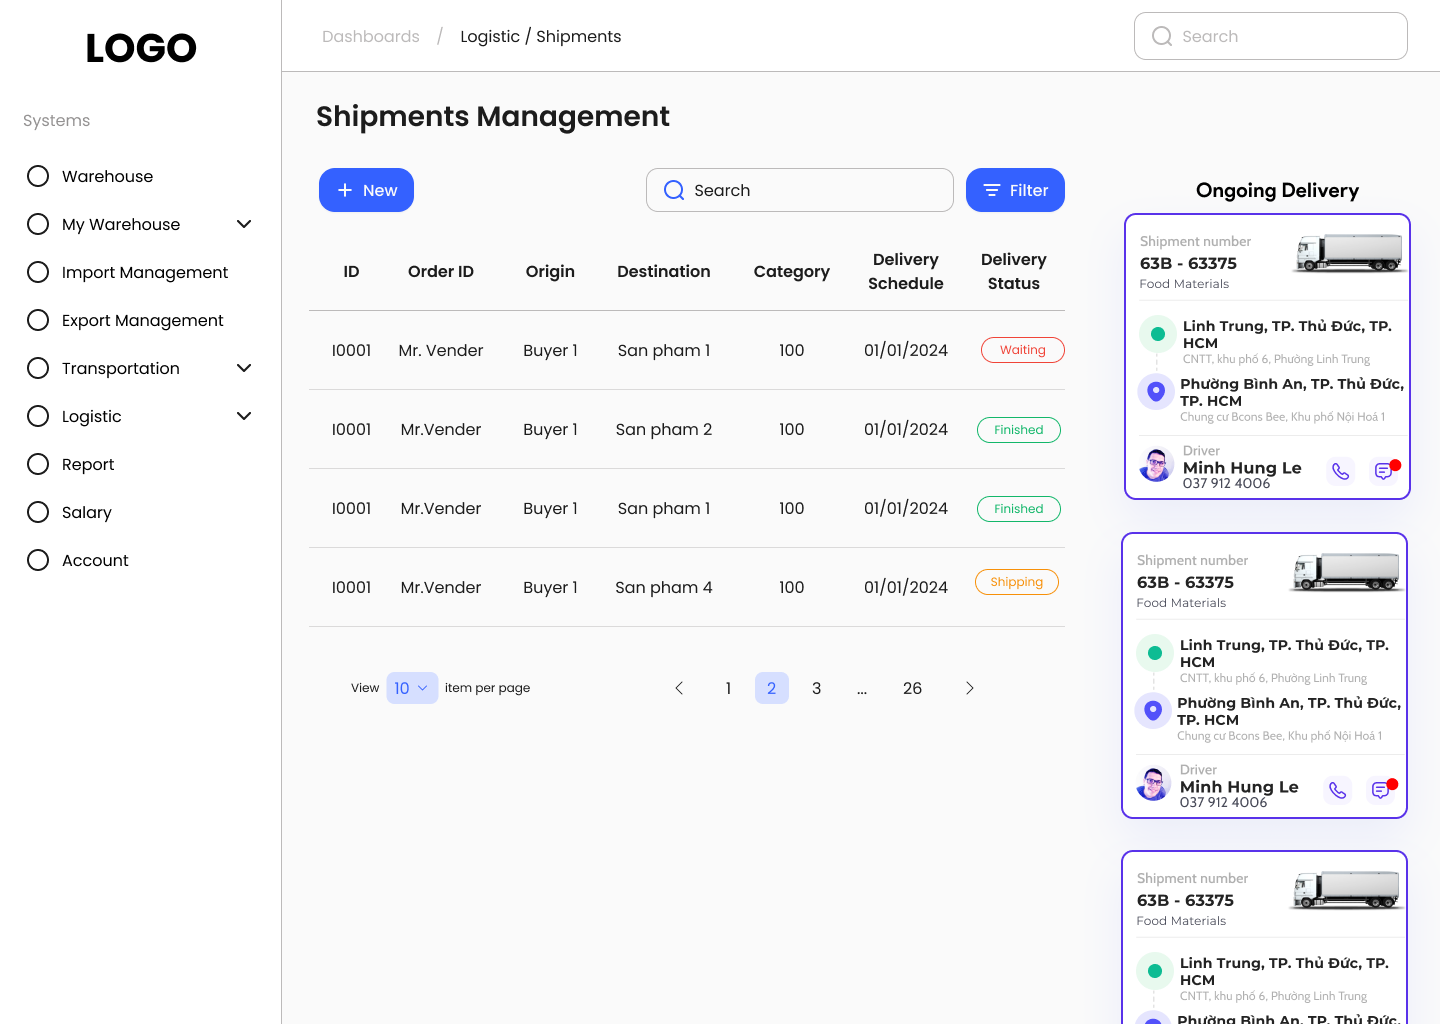 LOGO
Systems
Warehouse
My Warehouse
Import Management
Export Management
Transportation
Logistic
Report
Salary
Account
Dashboards / Logistic / Shipments
Search
Shipments Management
+ New
Search
Filter
ID Order ID Origin Destination Category Delivery Schedule Delivery Status
I0001 Mr. Vender Buyer 1 San pham 1 100 01/01/2024 Waiting
I0001 Mr.Vender Buyer 1 San pham 2 100 01/01/2024 Finished
I0001 Mr.Vender Buyer 1 San pham 1 100 01/01/2024 Finished
I0001 Mr.Vender Buyer 1 San pham 4 100 01/01/2024 Shipping
View 10 item per page
1 2 3 ... 26
Ongoing Delivery
Shipment number
63B - 63375
Food Materials
Linh Trung, TP. Thủ Đức, TP.
HCM
CNTT, khu phố 6, Phường Linh Trung
Phường Bình An, TP. Thủ Đức,
TP. HCM
Chung cư Bcons Bee, Khu phố Nội Hoá 1
Driver
Minh Hung Le
037 912 4006
Shipment number
63B - 63375
Food Materials
Linh Trung, TP. Thủ Đức, TP.
HCM
CNTT, khu phố 6, Phường Linh Trung
Phường Bình An, TP. Thủ Đức,
TP. HCM
Chung cư Bcons Bee, Khu phố Nội Hoá 1
Driver
Minh Hung Le
037 912 4006
Shipment number
63B - 63375
Food Materials
Linh Trung, TP. Thủ Đức, TP.
HCM
CNTT, khu phố 6, Phường Linh Trung
Phường Bình An, TP. Thủ Đức,